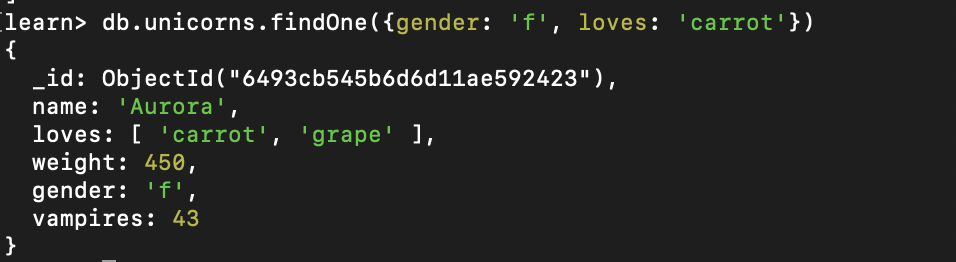 learn> db.unicorns.findOne({gender: 'f', loves: 'carrot'})
{
  _id: ObjectId("6493cb545b6d6d11ae592423"),
  name: 'Aurora',
  loves: [ 'carrot', 'grape' ],
  weight: 450,
  gender: 'f',
  vampires: 43
}